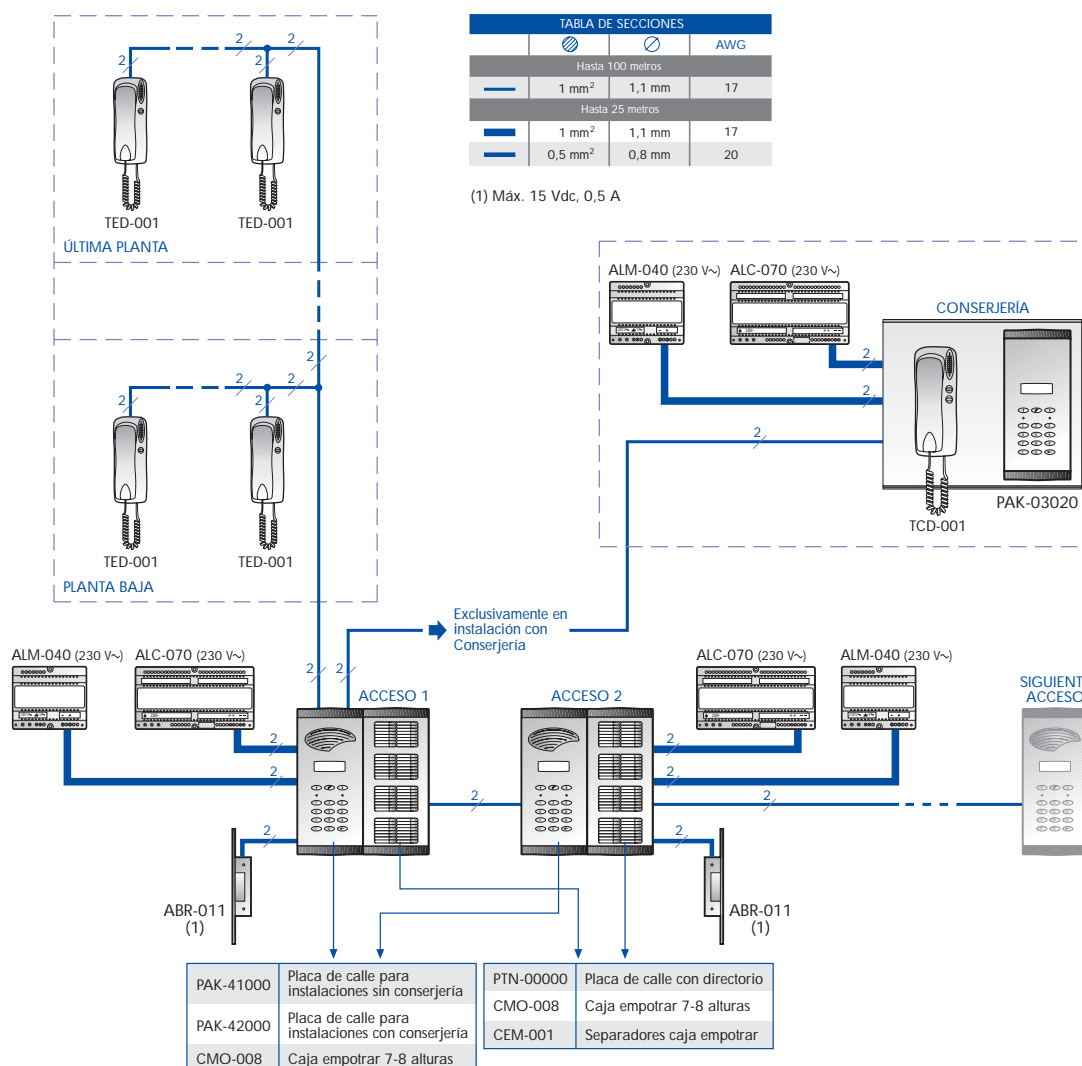 TABLA DE SECCIONES
AWG
Hasta 100 metros
1 mm² 1,1 mm 17
Hasta 25 metros
1 mm² 1,1 mm 17
0,5 mm² 0,8 mm 20
(1) Máx. 15 Vdc, 0,5 A
2 2 2
2 2
TED-001 TED-001
ÚLTIMA PLANTA
2
2 2
2 2
TED-001 TED-001
PLANTA BAJA
ALM-040 (230 V~) ALC-070 (230 V~)
CONSERJERÍA
2
2
2
PAK-03020
TCD-001
Exclusivamente en
instalación con
Conserjería
ALM-040 (230 V~) ALC-070 (230 V~)
2 2
ACCESO 1
ACCESO 2
ALC-070 (230 V~) ALM-040 (230 V~)
SIGUIENT
ACCESO
2 2
2 2
2 2
2 2
ABR-011
(1)
ABR-011
(1)
PAK-41000 Placa de calle para
instalaciones sin conserjería
PAK-42000 Placa de calle para
instalaciones con conserjería
CMO-008 Caja empotrar 7-8 alturas
PTN-00000 Placa de calle con directorio
CMO-008 Caja empotrar 7-8 alturas
CEM-001 Separadores caja empotrar